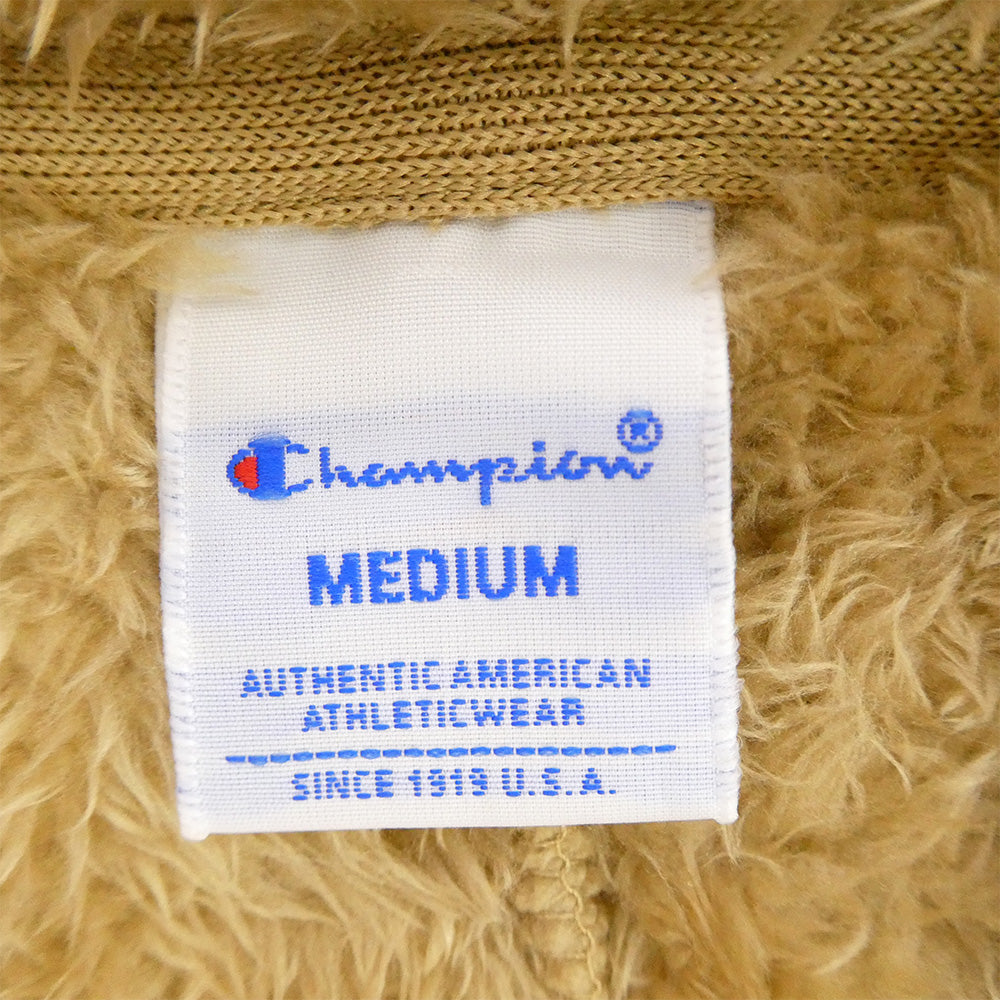 Champion®
MEDIUM
AUTHENTIC AMERICAN
ATHLETICWEAR
SINCE 1919 U.S.A.